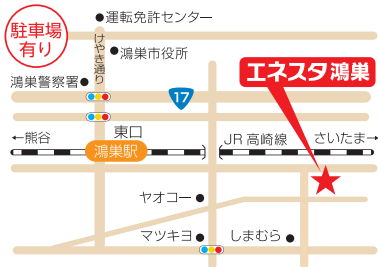 駐車場
有り
運転免許センター
けやき通り
鴻巣市役所
鴻巣警察署
17
エネスタ鴻巣
←熊谷
東口
JR高崎線
さいたま→
鴻巣駅
ヤオコー
マツキヨ
しまむら